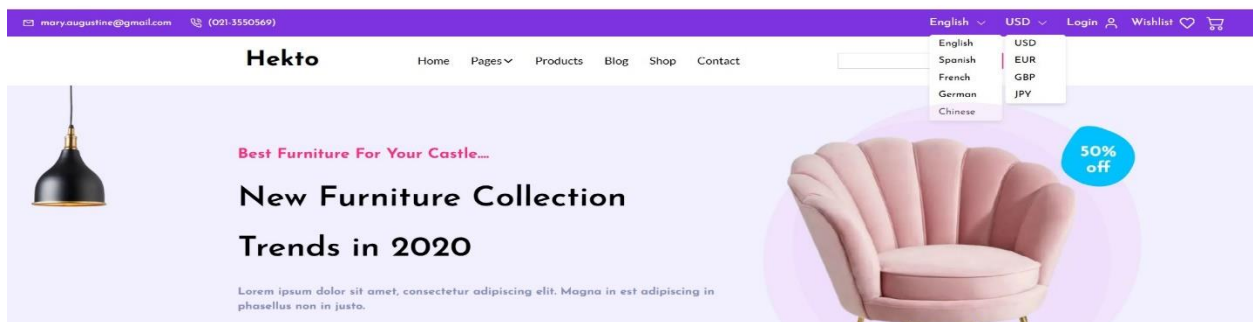 mary.augustine@gmail.com (021-3550569) English USD Login Wishlist
English USD
Spanish EUR
French GBP
German JPY
Chinese
Hekto Home Pages Products Blog Shop Contact
Best Furniture For Your Castle....
New Furniture Collection
Trends in 2020
Lorem ipsum dolor sit amet, consectetur adipiscing elit. Magna in est adipiscing in
phasellus non in justo.
50%
off